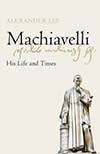 ALEXANDER LEE
Machiavelli
His Life and Times